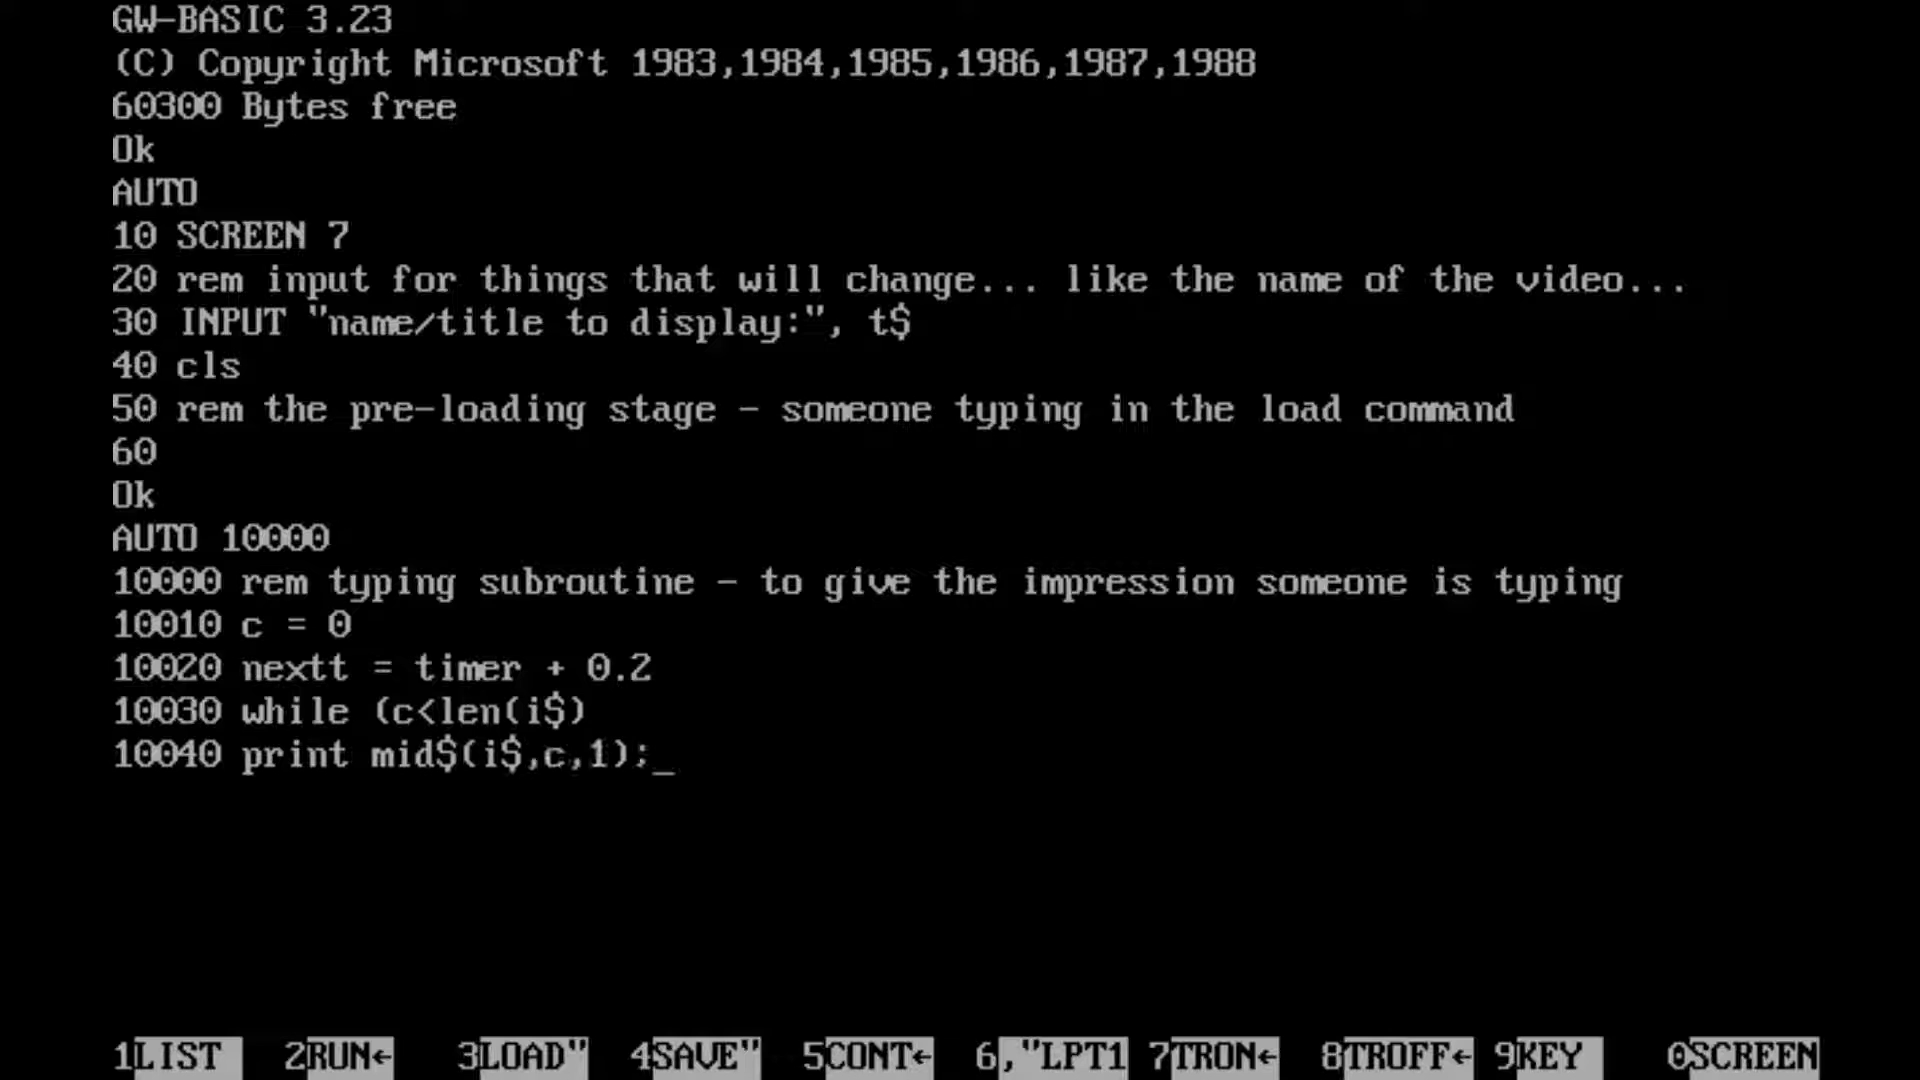 GW-BASIC 3.23
(C) Copyright Microsoft 1983,1984,1985,1986,1987,1988
60300 Bytes free
Ok
AUTO
10 SCREEN 7
20 rem input for things that will change... like the name of the video...
30 INPUT "name/title to display:", t$
40 cls
50 rem the pre-loading stage - someone typing in the load command
60
Ok
AUTO 10000
10000 rem typing subroutine - to give the impression someone is typing
10010 c = 0
10020 nextt = timer + 0.2
10030 while (c<len(i$)
10040 print mid$(i$,c,1);_
1LIST 2RUN← 3LOAD" 4SAVE" 5CONT← 6,"LPT1 7TRON← 8TROFF← 9KEY 0SCREEN